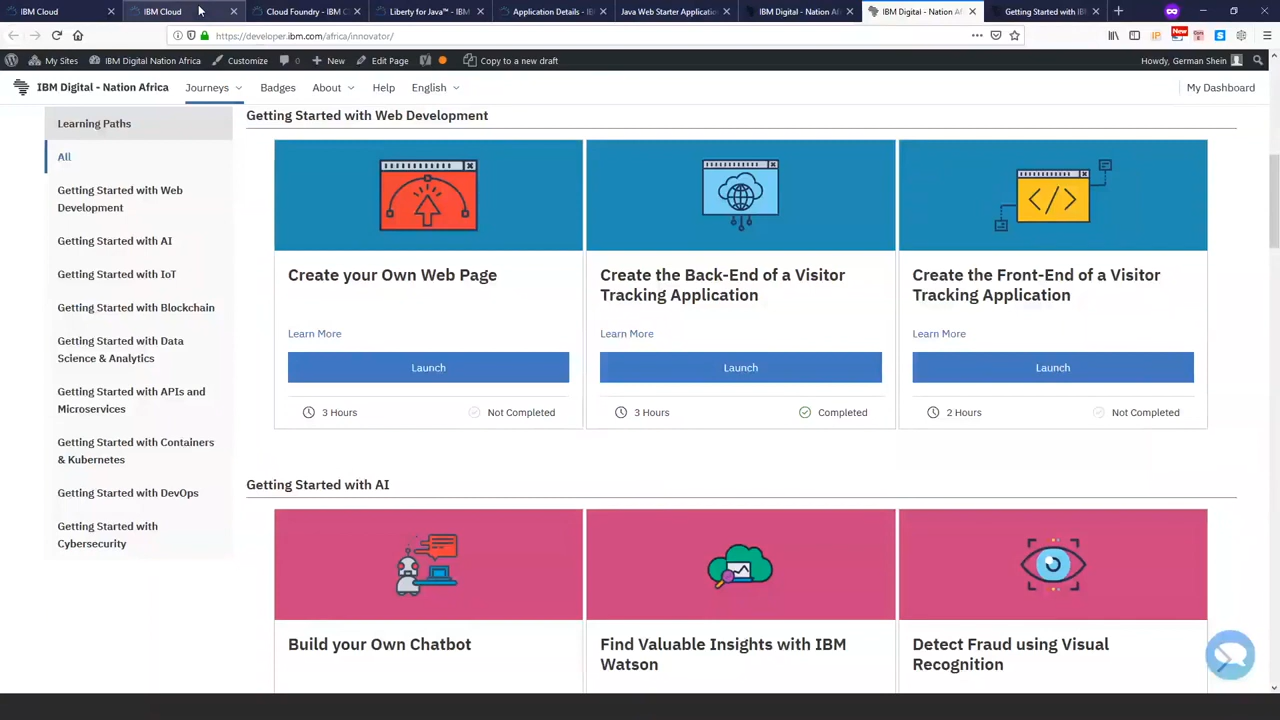 IBM Cloud
IBM Cloud
Cloud Foundry - IBM C
Liberty for Java™ - IBM
Application Details - IB
Java Web Starter Applicatio
IBM Digital - Nation Af
IBM Digital - Nation Af
Getting Started with IB
https://developer.ibm.com/africa/innovator/
New
IP
My Sites
IBM Digital Nation Africa
Customize
0
New
Edit Page
Copy to a new draft
Howdy, German Shein
IBM Digital - Nation Africa
Journeys
Badges
About
Help
English
My Dashboard
Learning Paths
All
Getting Started with Web
Development
Getting Started with AI
Getting Started with IoT
Getting Started with Blockchain
Getting Started with Data
Science & Analytics
Getting Started with APIs and
Microservices
Getting Started with Containers
& Kubernetes
Getting Started with DevOps
Getting Started with
Cybersecurity
Getting Started with Web Development
Create your Own Web Page
Learn More
Launch
3 Hours
Not Completed
Create the Back-End of a Visitor
Tracking Application
Learn More
Launch
3 Hours
Completed
Create the Front-End of a Visitor
Tracking Application
Learn More
Launch
2 Hours
Not Completed
Getting Started with AI
Build your Own Chatbot
Find Valuable Insights with IBM
Watson
Detect Fraud using Visual
Recognition